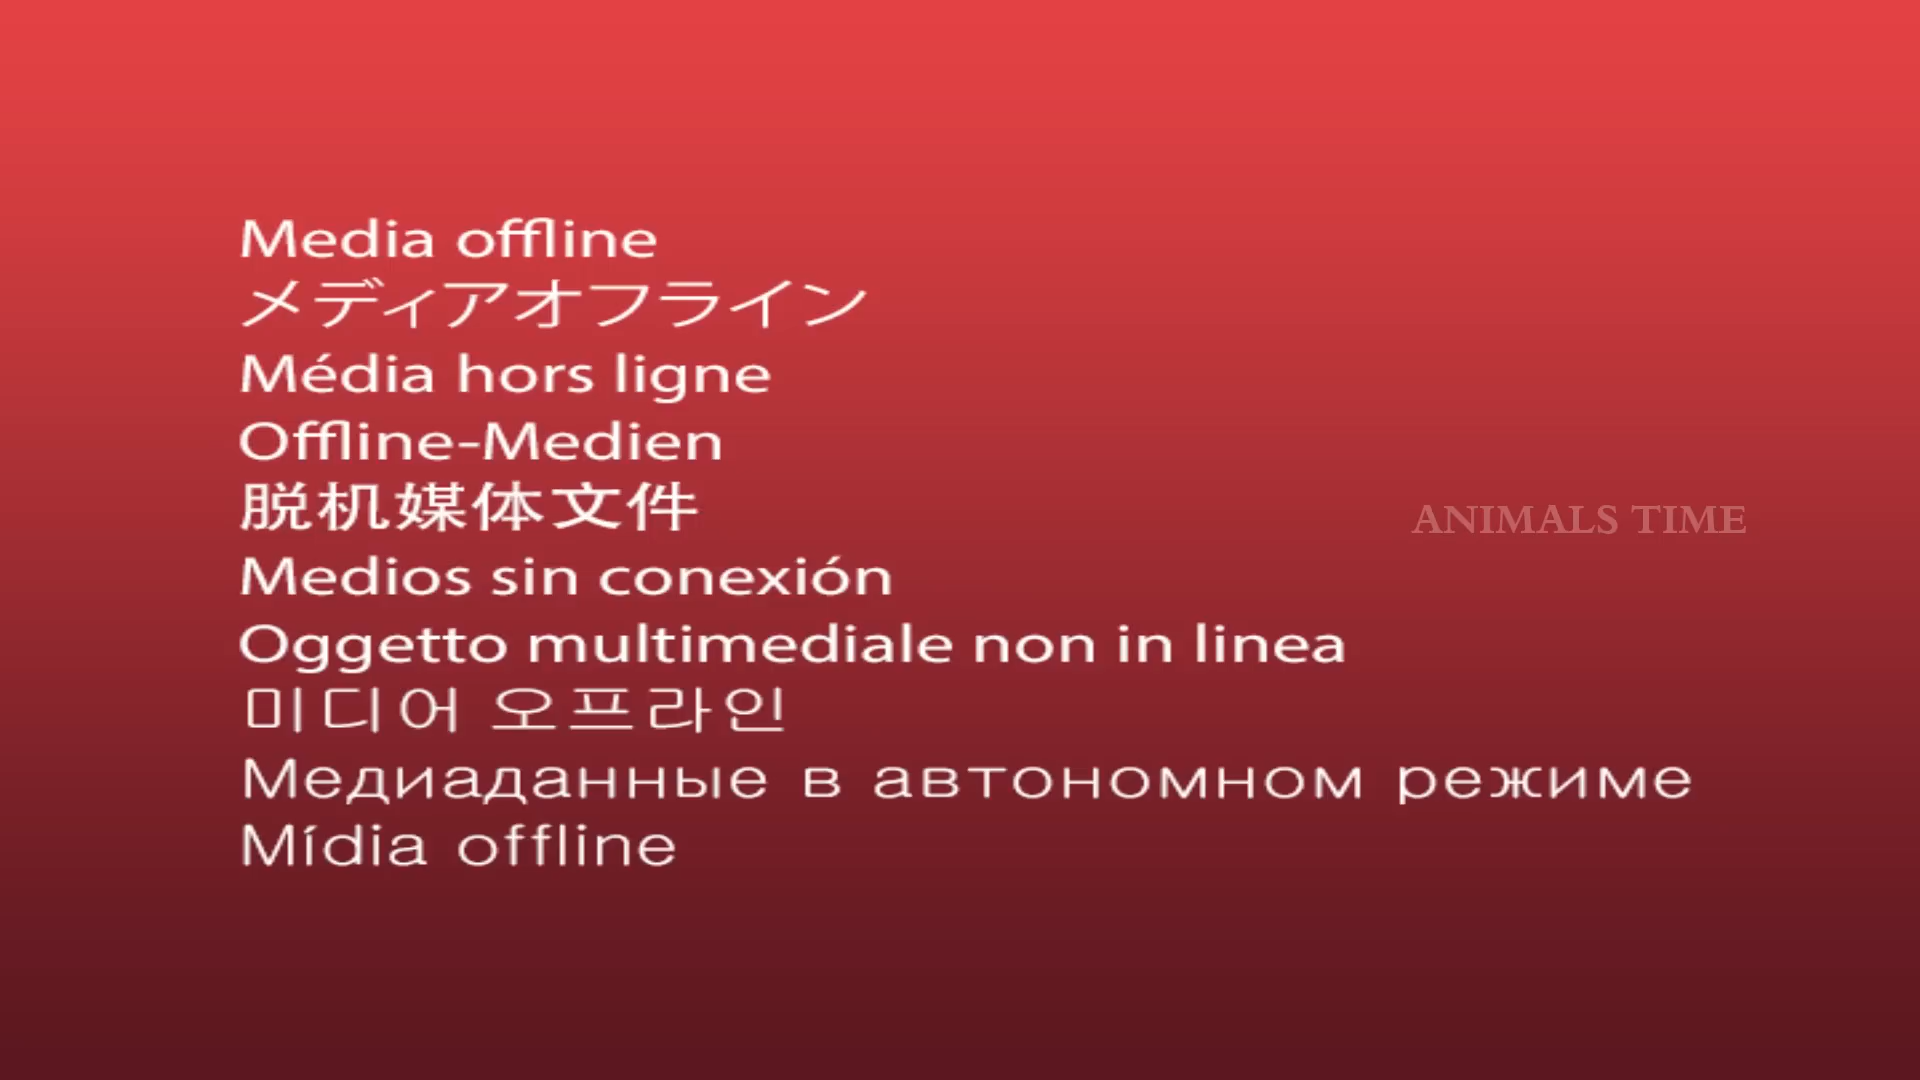 Media offline
メディアオフライン
Média hors ligne
Offline-Medien
脱机媒体文件
ANIMALS TIME
Medios sin conexión
Oggetto multimediale non in linea
미디어 오프라인
Медиаданные в автономном режиме
Mídia offline